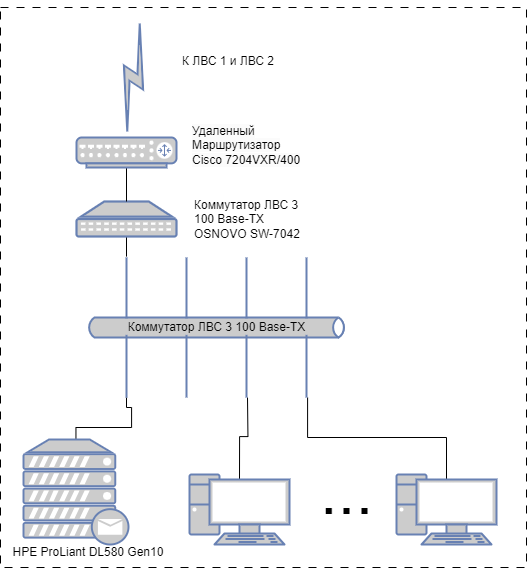 К ЛВС 1 и ЛВС 2
Удаленный
Маршрутизатор
Cisco 7204VXR/400
Коммутатор ЛВС 3
100 Base-TX
OSNOVO SW-7042
Коммутатор ЛВС 3 100 Base-TX
HPE ProLiant DL580 Gen10